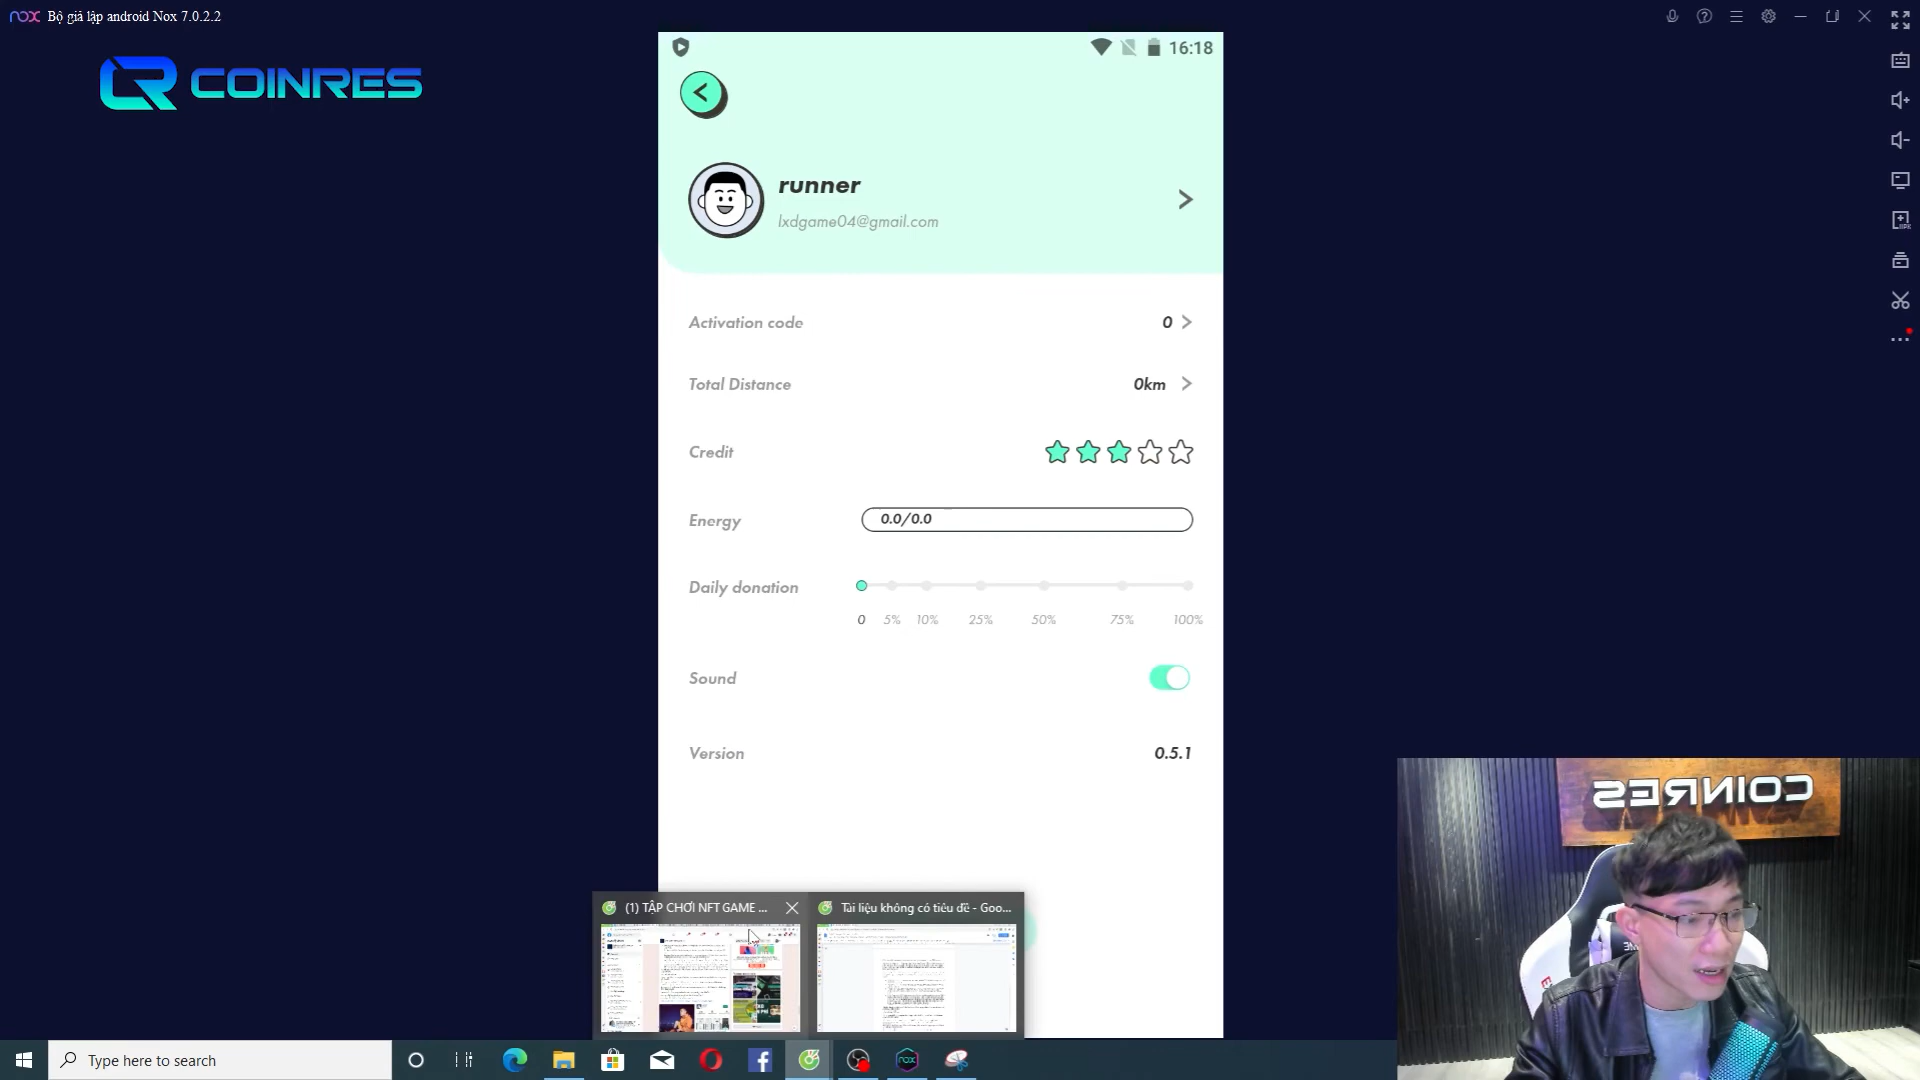 nox Bộ giả lập android Nox 7.0.2.2
COINRES
16:18
runner
lxdgame04@gmail.com
Activation code 0
Total Distance 0km
Credit
Energy 0.0/0.0
Daily donation
0 5% 10% 25% 50% 75% 100%
Sound
Version 0.5.1
COINRES
(1) TẬP CHƠI NFT GAME ...
Tài liệu không có tiêu đề - Goo...
Type here to search